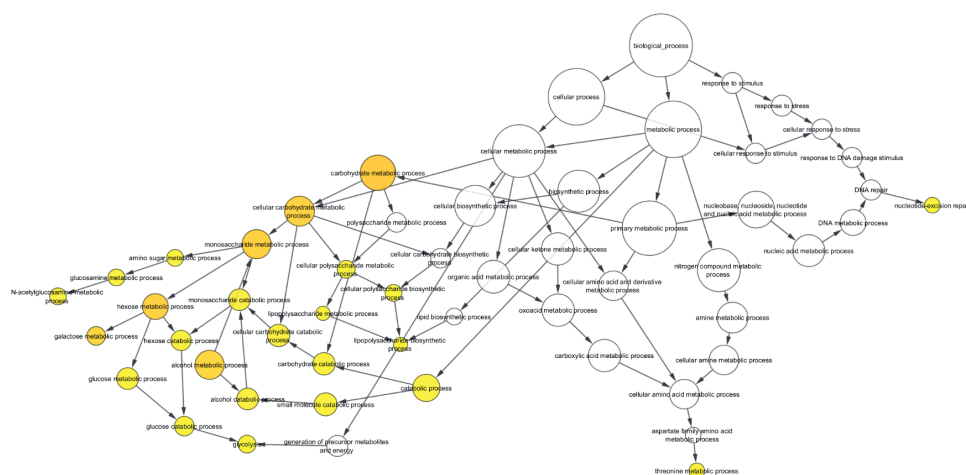 biological_process
response to stimulus
cellular process
response to stress
metabolic process
cellular response to stress
cellular metabolic process
cellular response to stimulus
response to DNA damage stimulus
carbohydrate metabolic process
biosynthetic process
DNA repair
cellular carbohydrate metabolic
process
cellular biosynthetic process
nucleobase, nucleoside, nucleotide
and nucleic acid metabolic process
nucleotide-excision repa
polysaccharide metabolic process
DNA metabolic process
primary metabolic process
monosaccharide metabolic process
cellular ketone metabolic process
nucleic acid metabolic process
cellular carbohydrate biosynthetic
process
amino sugar metabolic process
cellular polysaccharide metabolic
process
nitrogen compound metabolic
process
glucosamine metabolic process
organic acid metabolic process
cellular amino acid and derivative
metabolic process
N-acetylglucosamine metabolic
process
monosaccharide catabolic process
cellular polysaccharide biosynthetic
process
hexose metabolic process
lipopolysaccharide metabolic process
lipid biosynthetic process
amine metabolic process
oxoacid metabolic process
galactose metabolic process
hexose catabolic process
cellular carbohydrate catabolic
process
lipopolysaccharide biosynthetic process
carboxylic acid metabolic process
cellular amine metabolic process
alcohol metabolic process
carbohydrate catabolic process
glucose metabolic process
catabolic process
cellular amino acid metabolic process
alcohol catabolic process
small molecule catabolic process
glucose catabolic process
aspartate family amino acid
metabolic process
glycolysis
generation of precursor metabolites
and energy
threonine metabolic process